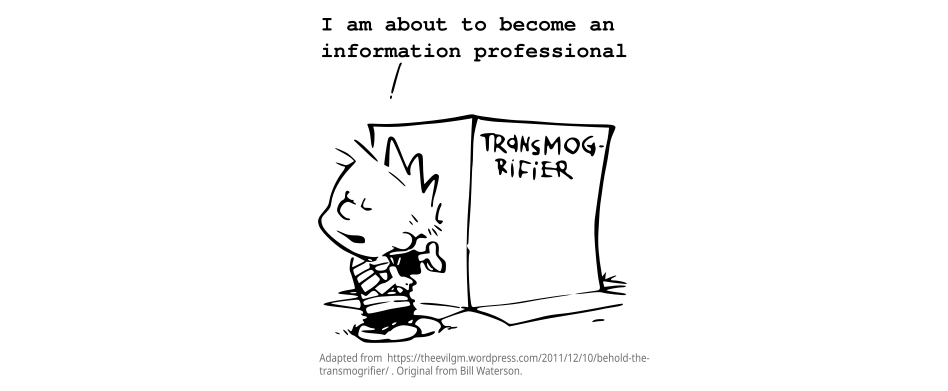 I am about to become an
information professional
TRANSMOG-
RIFIER
Adapted from https://theevilgm.wordpress.com/2011/12/10/behold-the-
transmogrifier/ . Original from Bill Waterson.